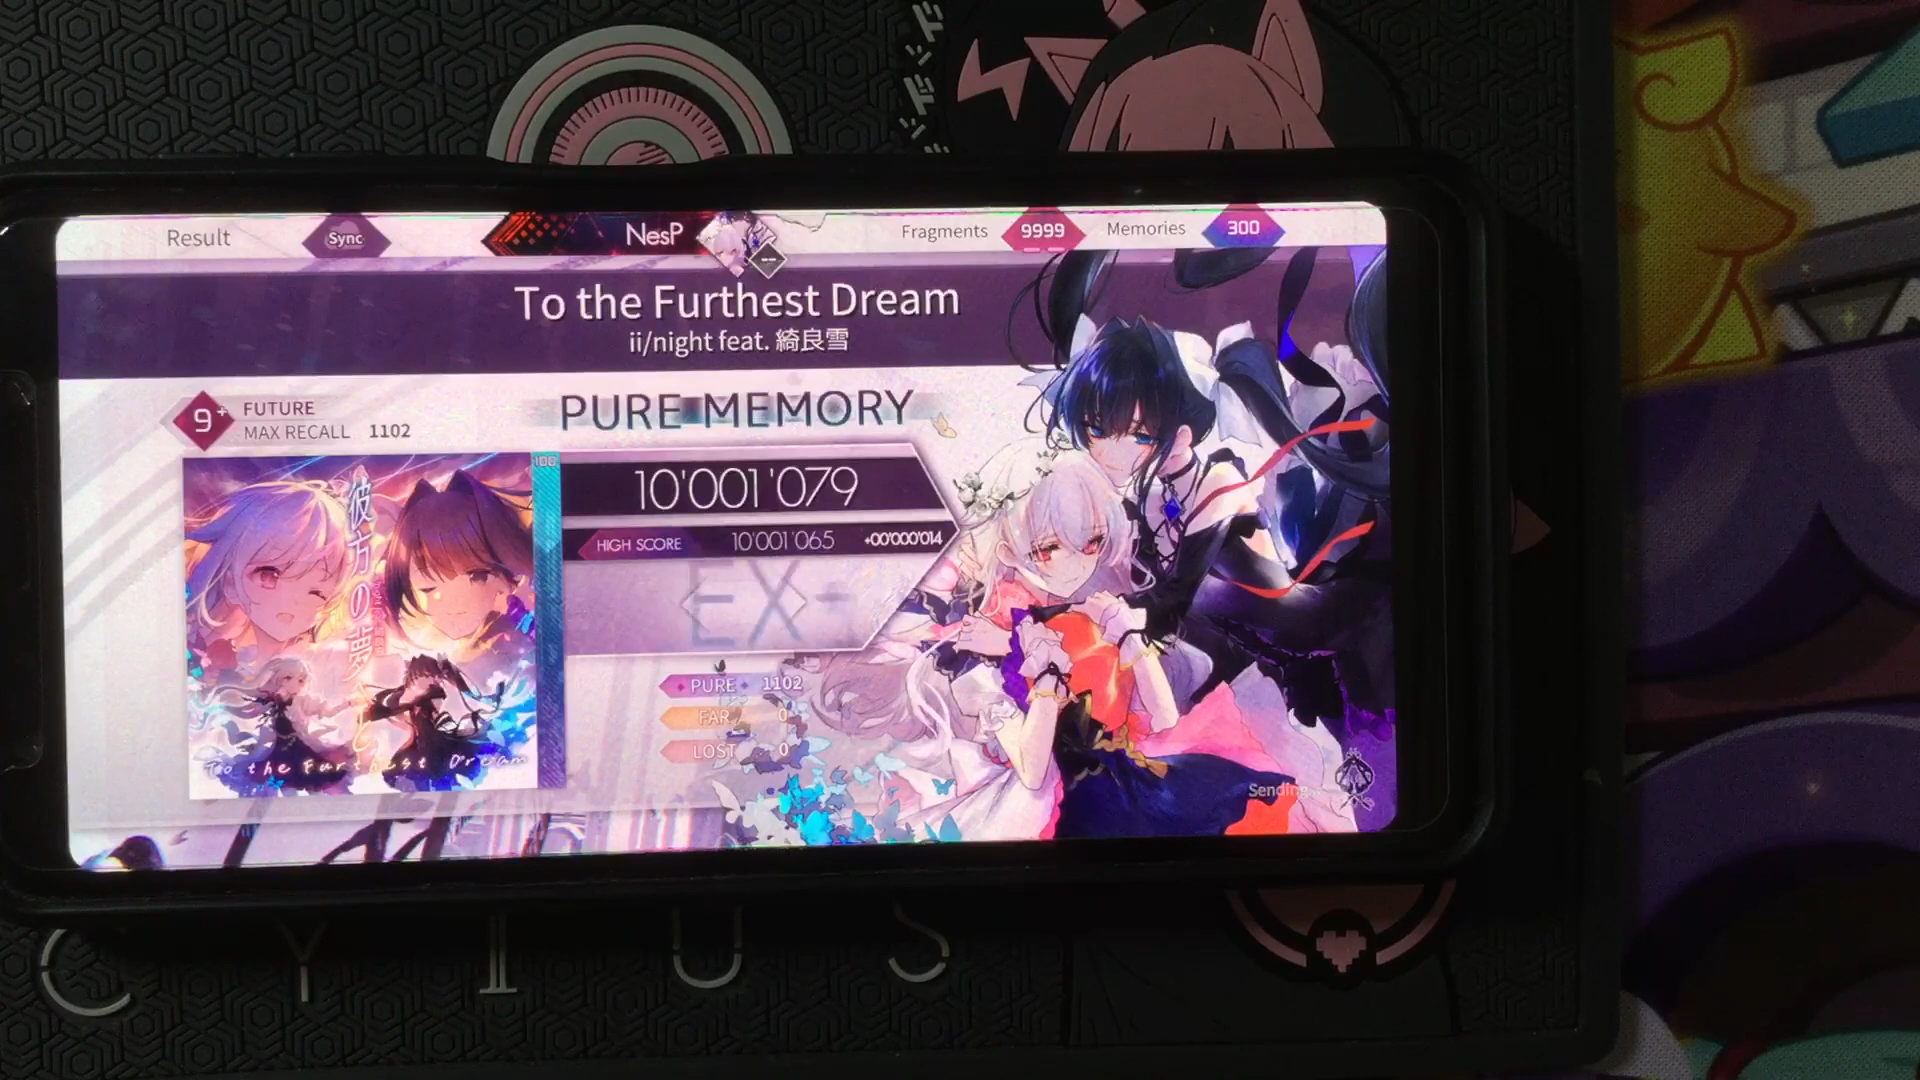 Result
Sync
NesP
--
Fragments
9999
Memories
300
To the Furthest Dream
ii/night feat. 綺良雪
9+
FUTURE
MAX RECALL 1102
PURE MEMORY
100
10'001'079
HIGH SCORE 10'001'065 +00'000'014
EX+
PURE 1102
FAR 0
LOST 0
彼方の夢
To the Furthest Dream
Sending...
C Y I U S